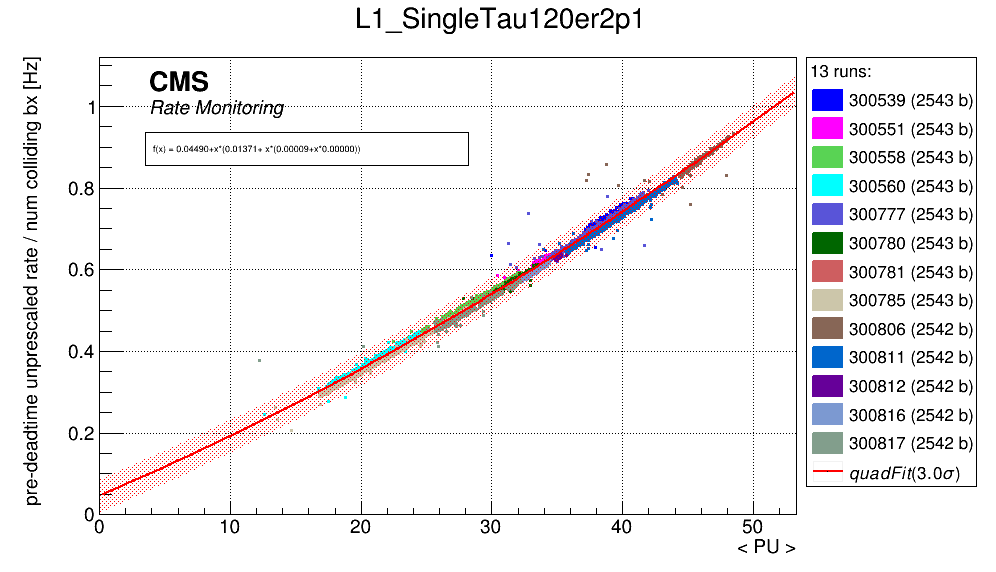 L1_SingleTau120er2p1
pre-deadtime unprescaled rate / num colliding bx [Hz]
CMS
Rate Monitoring
f(x) = 0.04490+x*(0.01371+ x*(0.00009+x*0.00000))
1
0.8
0.6
0.4
0.2
0
0 10 20 30 40 50
< PU >
13 runs:
300539 (2543 b)
300551 (2543 b)
300558 (2543 b)
300560 (2543 b)
300777 (2543 b)
300780 (2543 b)
300781 (2543 b)
300785 (2543 b)
300806 (2542 b)
300811 (2542 b)
300812 (2542 b)
300816 (2542 b)
300817 (2542 b)
quadFit(3.0σ)